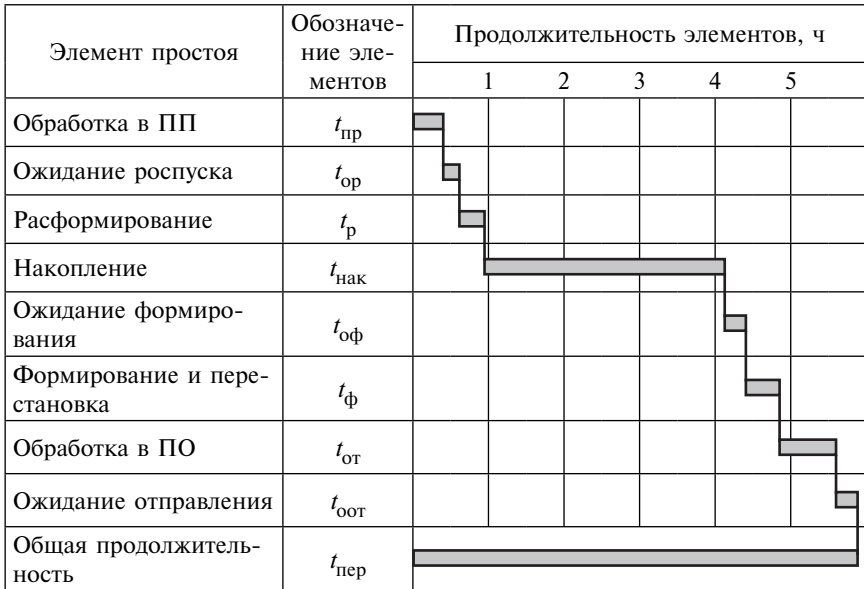 Элемент простоя
Обозначе-
ние эле-
ментов
Продолжительность элементов, ч
1 2 3 4 5
Обработка в ПП tпр
Ожидание роспуска tор
Расформирование tр
Накопление tнак
Ожидание формиро-
вания tоф
Формирование и пере-
становка tф
Обработка в ПО tот
Ожидание отправления tоот
Общая продолжитель-
ность tпер